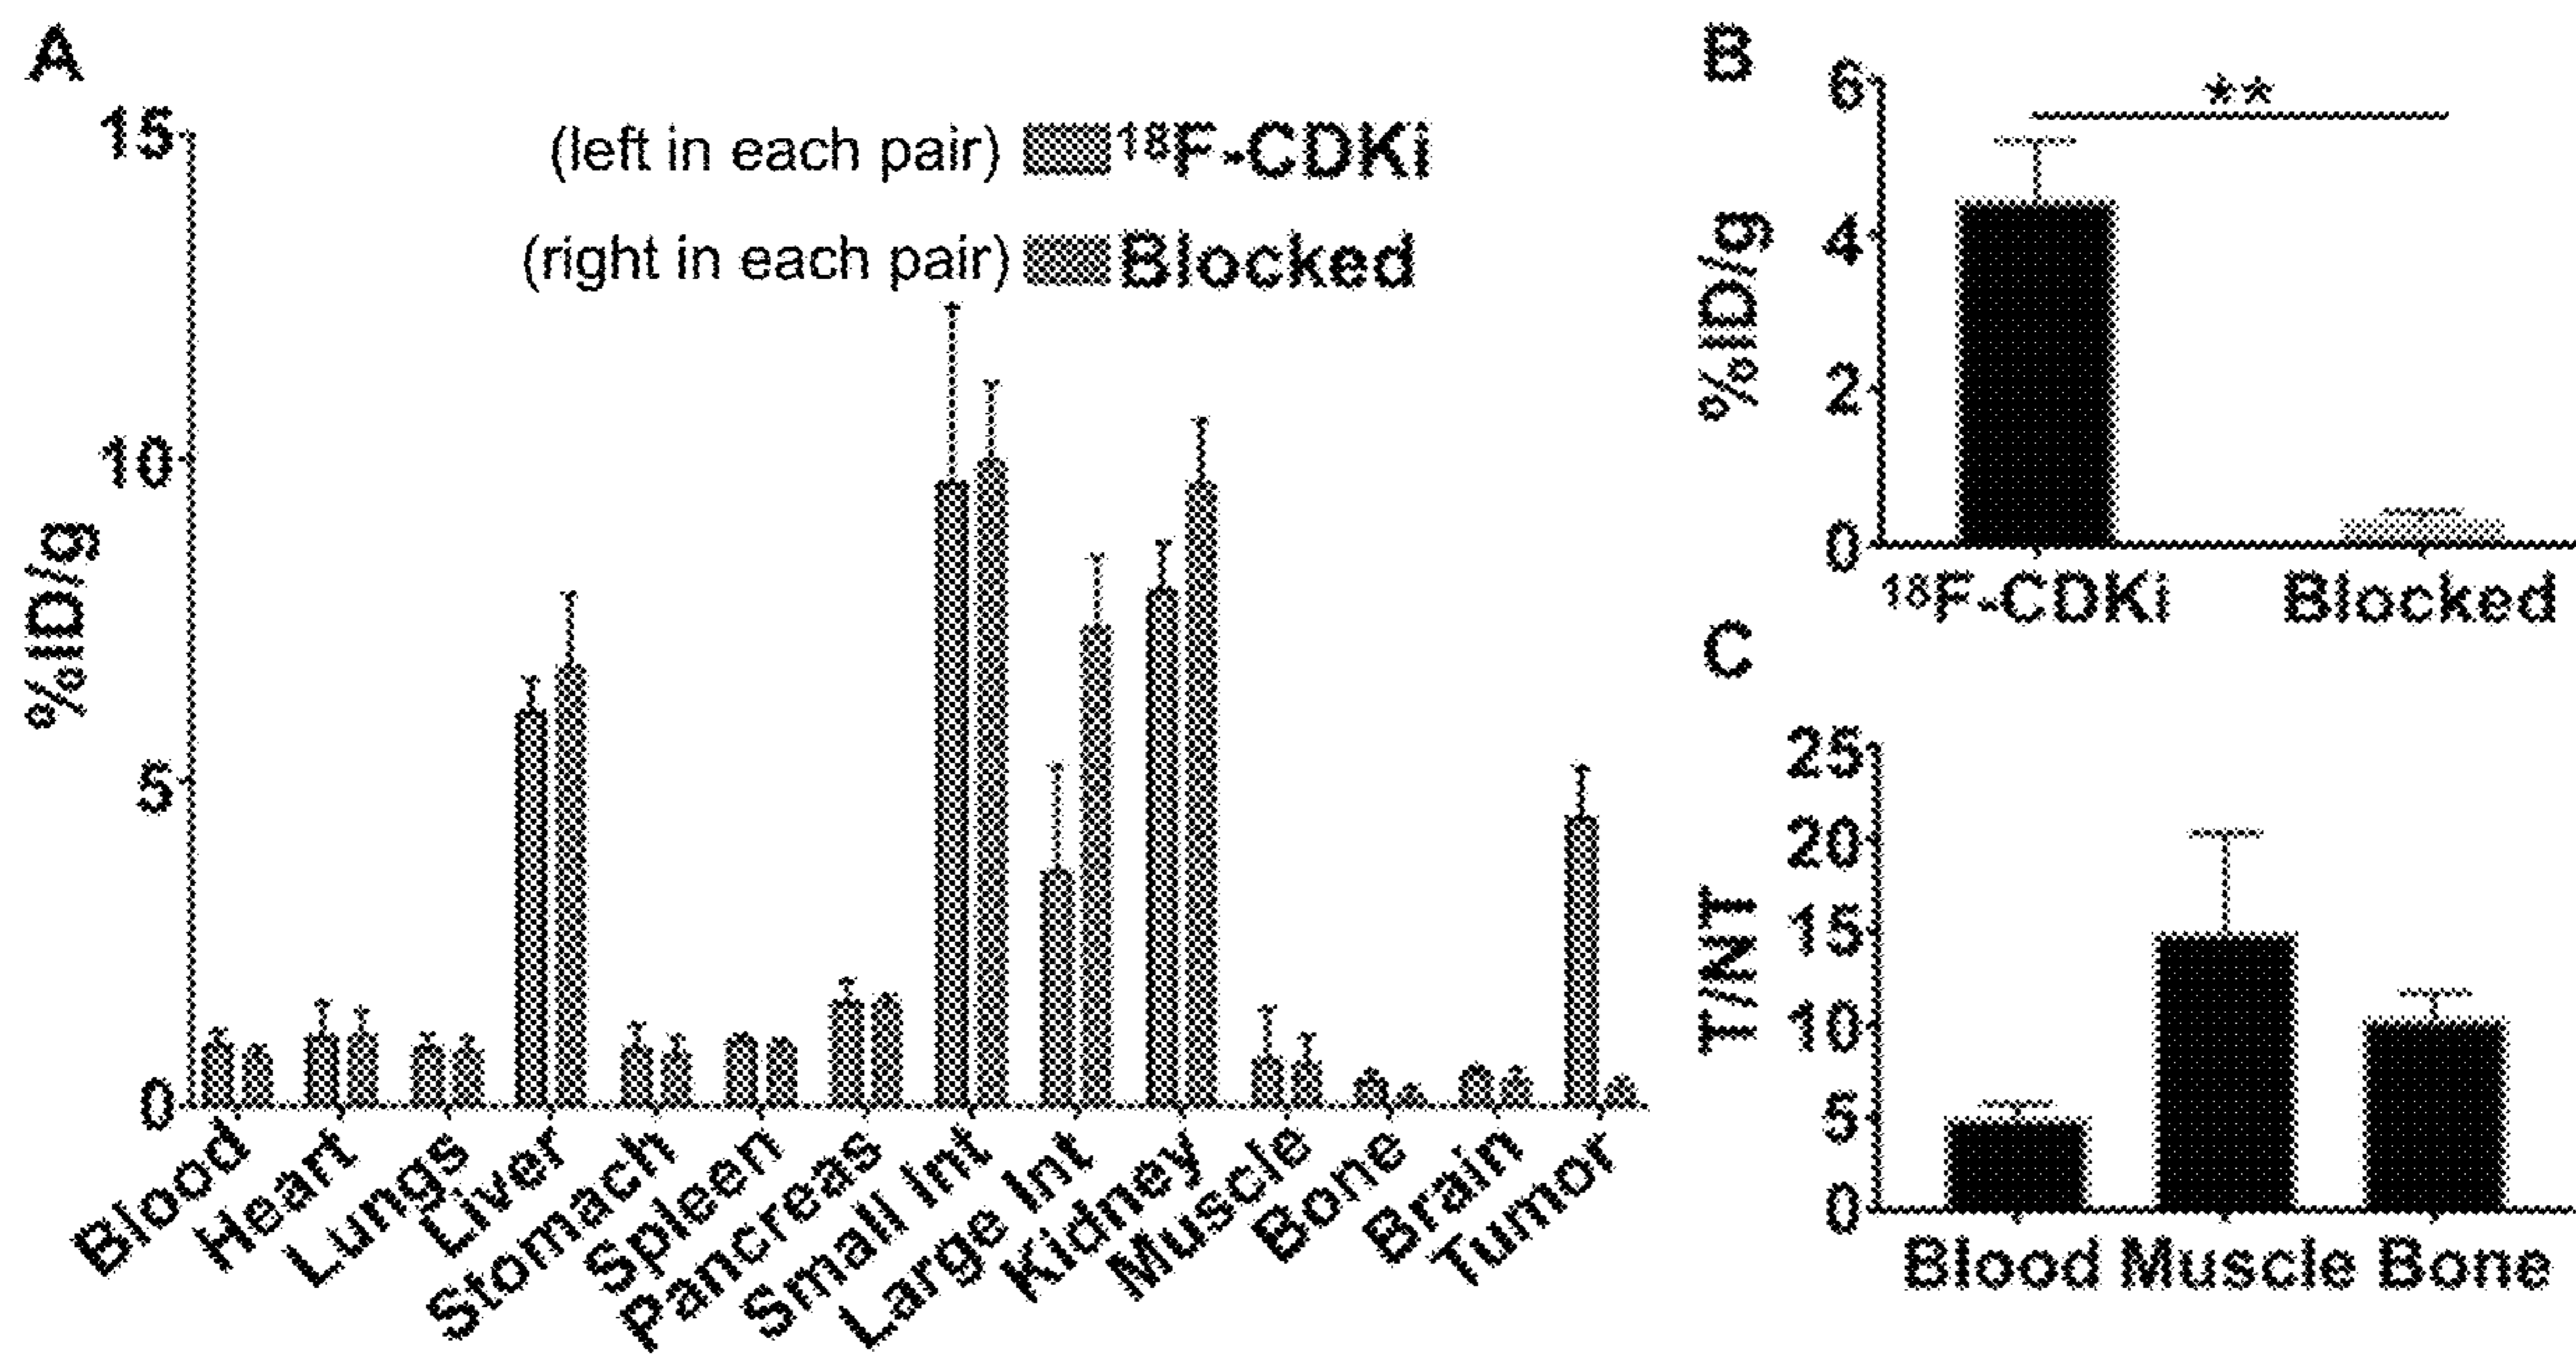 A
15
10
5
0
%ID/g
(left in each pair) ¹⁸F-CDKi
(right in each pair) Blocked
Blood
Heart
Lungs
Liver
Stomach
Spleen
Pancreas
Small Int
Large Int
Kidney
Muscle
Bone
Brain
Tumor
B
6
4
2
0
%ID/g
**
¹⁸F-CDKi Blocked
C
25
20
15
10
5
0
T/NT
Blood Muscle Bone